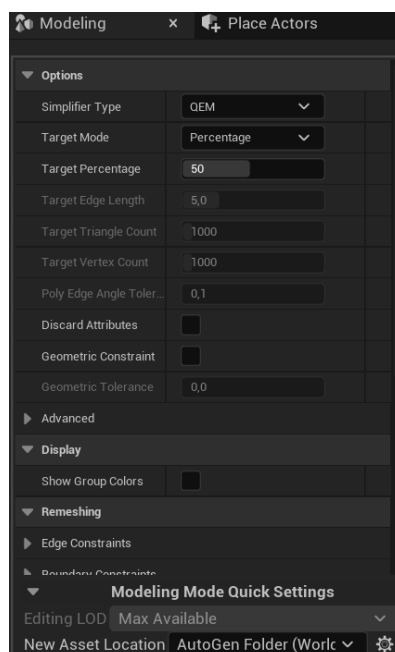 Modeling × Place Actors
Options
Simplifier Type QEM
Target Mode Percentage
Target Percentage 50
Target Edge Length 5,0
Target Triangle Count 1000
Target Vertex Count 1000
Poly Edge Angle Toler... 0,1
Discard Attributes
Geometric Constraint
Geometric Tolerance 0,0
Advanced
Display
Show Group Colors
Remeshing
Edge Constraints
Boundary Constraints
Modeling Mode Quick Settings
Editing LOD Max Available
New Asset Location AutoGen Folder (World